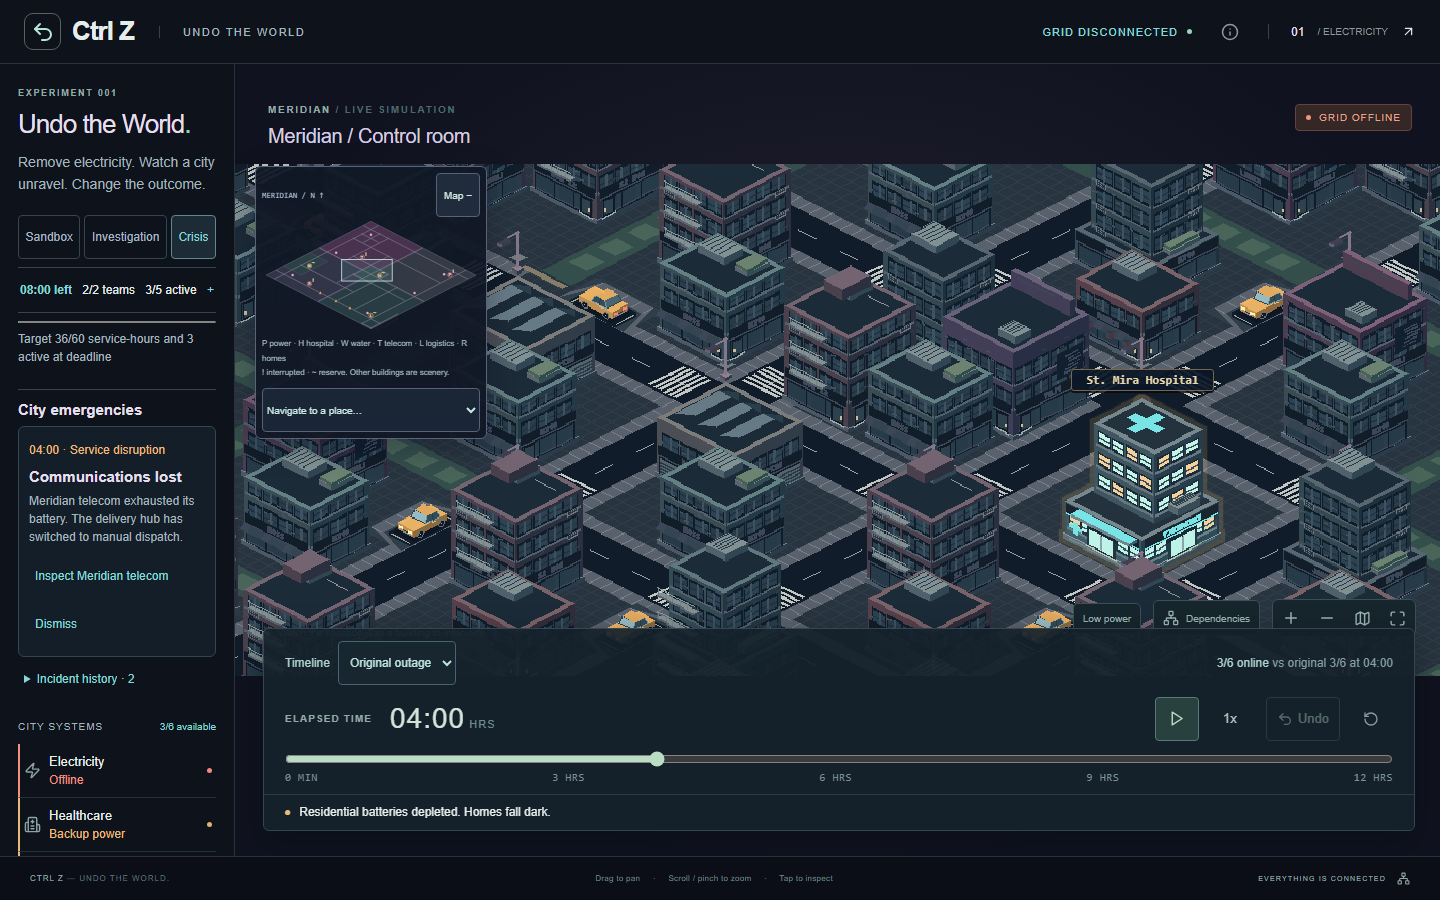 Ctrl Z
UNDO THE WORLD
GRID DISCONNECTED
01 / ELECTRICITY
EXPERIMENT 001
Undo the World.
Remove electricity. Watch a city
unravel. Change the outcome.
Sandbox
Investigation
Crisis
08:00 left 2/2 teams 3/5 active +
Target 36/60 service-hours and 3
active at deadline
City emergencies
04:00 · Service disruption
Communications lost
Meridian telecom exhausted its
battery. The delivery hub has
switched to manual dispatch.
Inspect Meridian telecom
Dismiss
Incident history · 2
CITY SYSTEMS 3/6 available
Electricity
Offline
Healthcare
Backup power
MERIDIAN / LIVE SIMULATION
Meridian / Control room
GRID OFFLINE
MERIDIAN / N ↑
Map −
P power · H hospital · W water · T telecom · L logistics · R
homes
! interrupted · ~ reserve. Other buildings are scenery.
Navigate to a place...
St. Mira Hospital
Low power
Dependencies
Timeline
Original outage
3/6 online vs original 3/6 at 04:00
ELAPSED TIME 04:00 HRS
1x
Undo
0 MIN
3 HRS
6 HRS
9 HRS
12 HRS
Residential batteries depleted. Homes fall dark.
CTRL Z — UNDO THE WORLD.
Drag to pan · Scroll / pinch to zoom · Tap to inspect
EVERYTHING IS CONNECTED